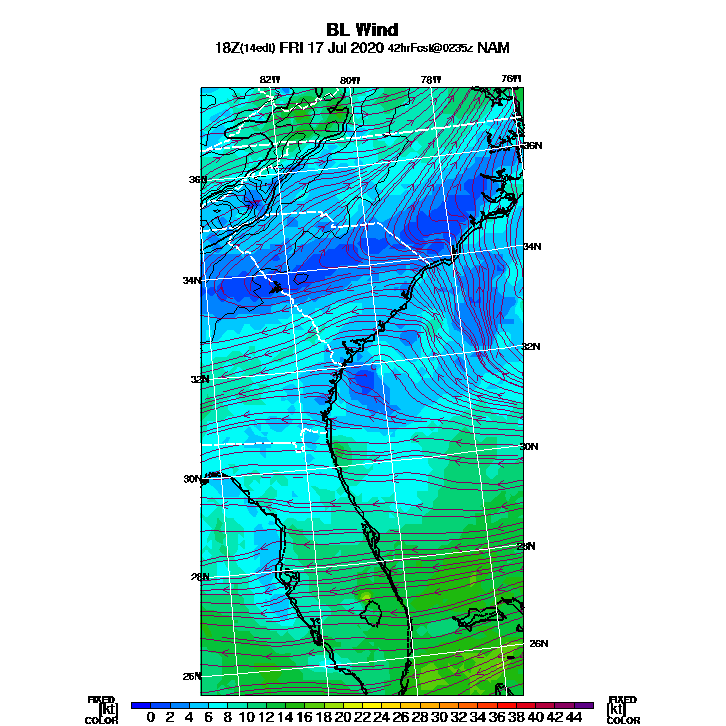 BL Wind
18Z(14edt) FRI 17 Jul 2020 42hrFcst@0235z NAM
82W 80W 78W 76W
36N 36N
34N 34N
32N 32N
30N 30N
28N 28N
26N 26N
FIXED FIXED
[kt] 0 2 4 6 8 10 12 14 16 18 20 22 24 26 28 30 32 34 36 38 40 42 44 [kt]
COLOR COLOR